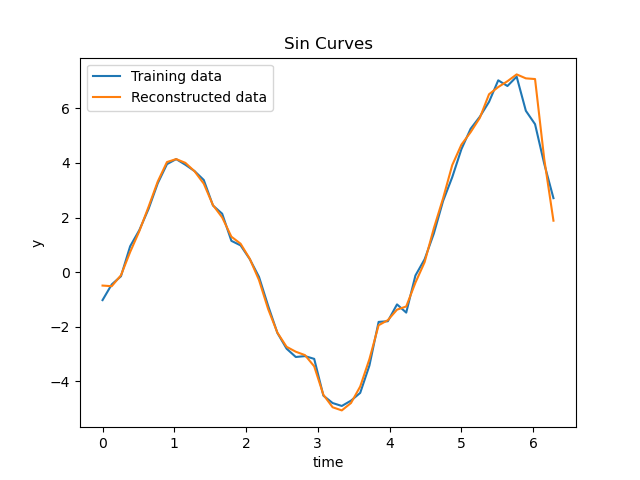 Sin Curves
Training data
Reconstructed data
y
6
4
2
0
−2
−4
0 1 2 3 4 5 6
time